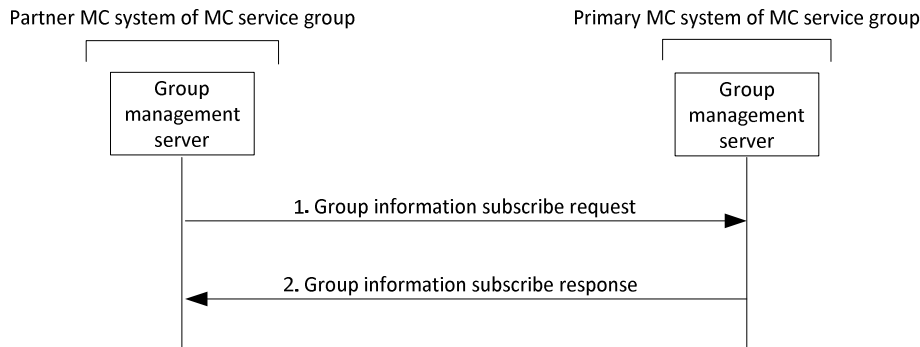 Partner MC system of MC service group
Primary MC system of MC service group
Group
management
server
Group
management
server
1. Group information subscribe request
2. Group information subscribe response